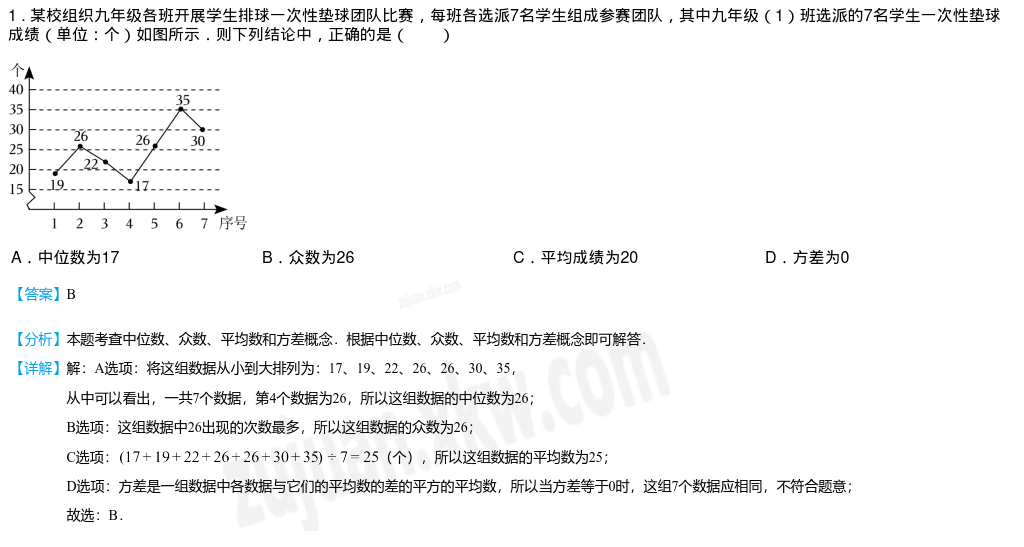 1．某校组织九年级各班开展学生排球一次性垫球团队比赛，每班各选派7名学生组成参赛团队，其中九年级（1）班选派的7名学生一次性垫球
成绩（单位：个）如图所示．则下列结论中，正确的是（　　）
个
40
35
30
25
20
15
19
26
22
17
26
35
30
1 2 3 4 5 6 7 序号
A．中位数为17 B．众数为26 C．平均成绩为20 D．方差为0
【答案】B
【分析】本题考查中位数、众数、平均数和方差概念．根据中位数、众数、平均数和方差概念即可解答．
【详解】解：A选项：将这组数据从小到大排列为：17、19、22、26、26、30、35，
从中可以看出，一共7个数据，第4个数据为26，所以这组数据的中位数为26；
B选项：这组数据中26出现的次数最多，所以这组数据的众数为26；
C选项：(17+19+22+26+26+30+35)÷7=25（个），所以这组数据的平均数为25；
D选项：方差是一组数据中各数据与它们的平均数的差的平方的平均数，所以当方差等于0时，这组7个数据应相同，不符合题意；
故选：B．
zujuan.xkw.com
zujuan.xkw.com